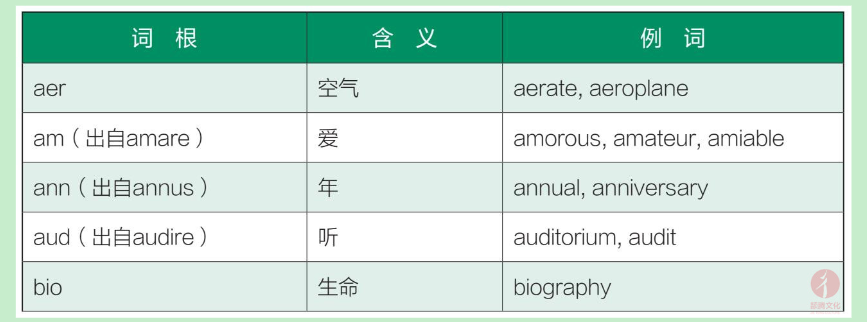 词 根 含 义 例 词
aer 空气 aerate, aeroplane
am（出自amare） 爱 amorous, amateur, amiable
ann（出自annus） 年 annual, anniversary
aud（出自audire） 听 auditorium, audit
bio 生命 biography